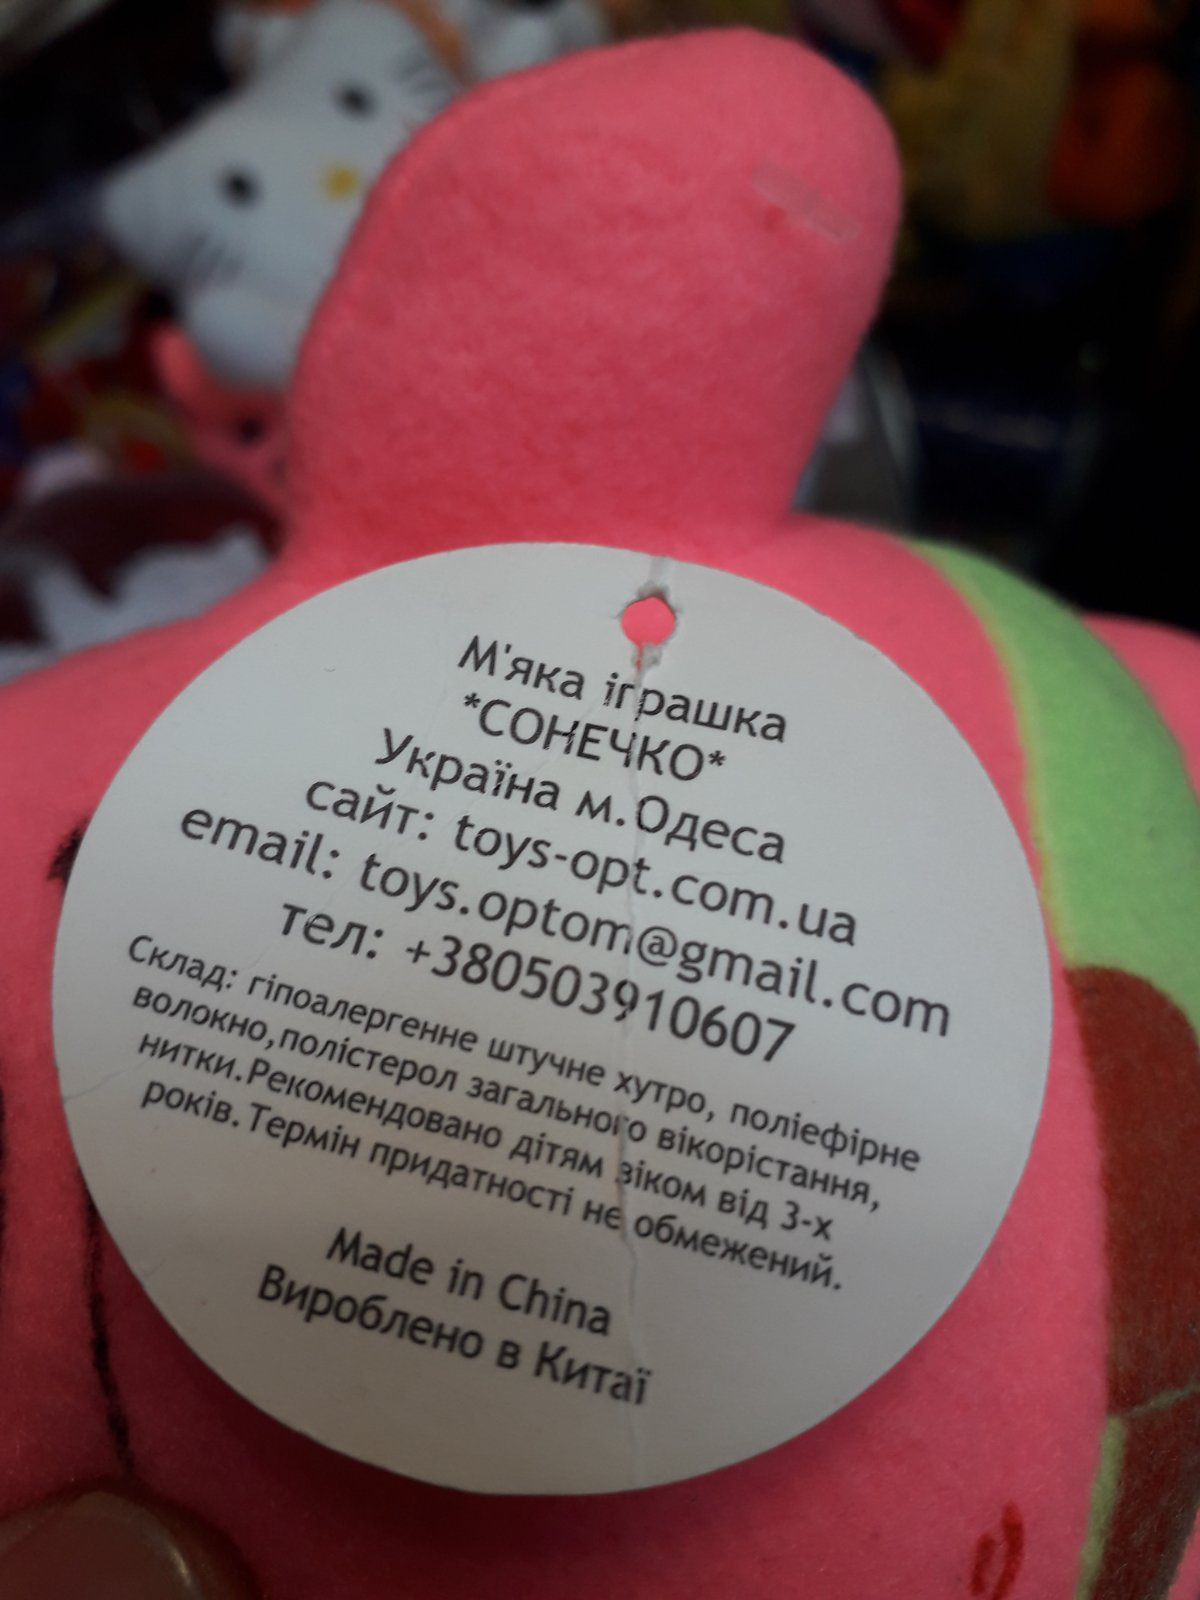 М'яка іграшка
*СОНЕЧКО*
Україна м.Одеса
сайт: toys-opt.com.ua
email: toys.optom@gmail.com
тел: +380503910607
Склад: гіпоалергенне штучне хутро, поліефірне
волокно,полістерол загального вікорістання,
нитки.Рекомендовано дітям віком від 3-х
років.Термін придатності не обмежений.
Made in China
Вироблено в Китаї